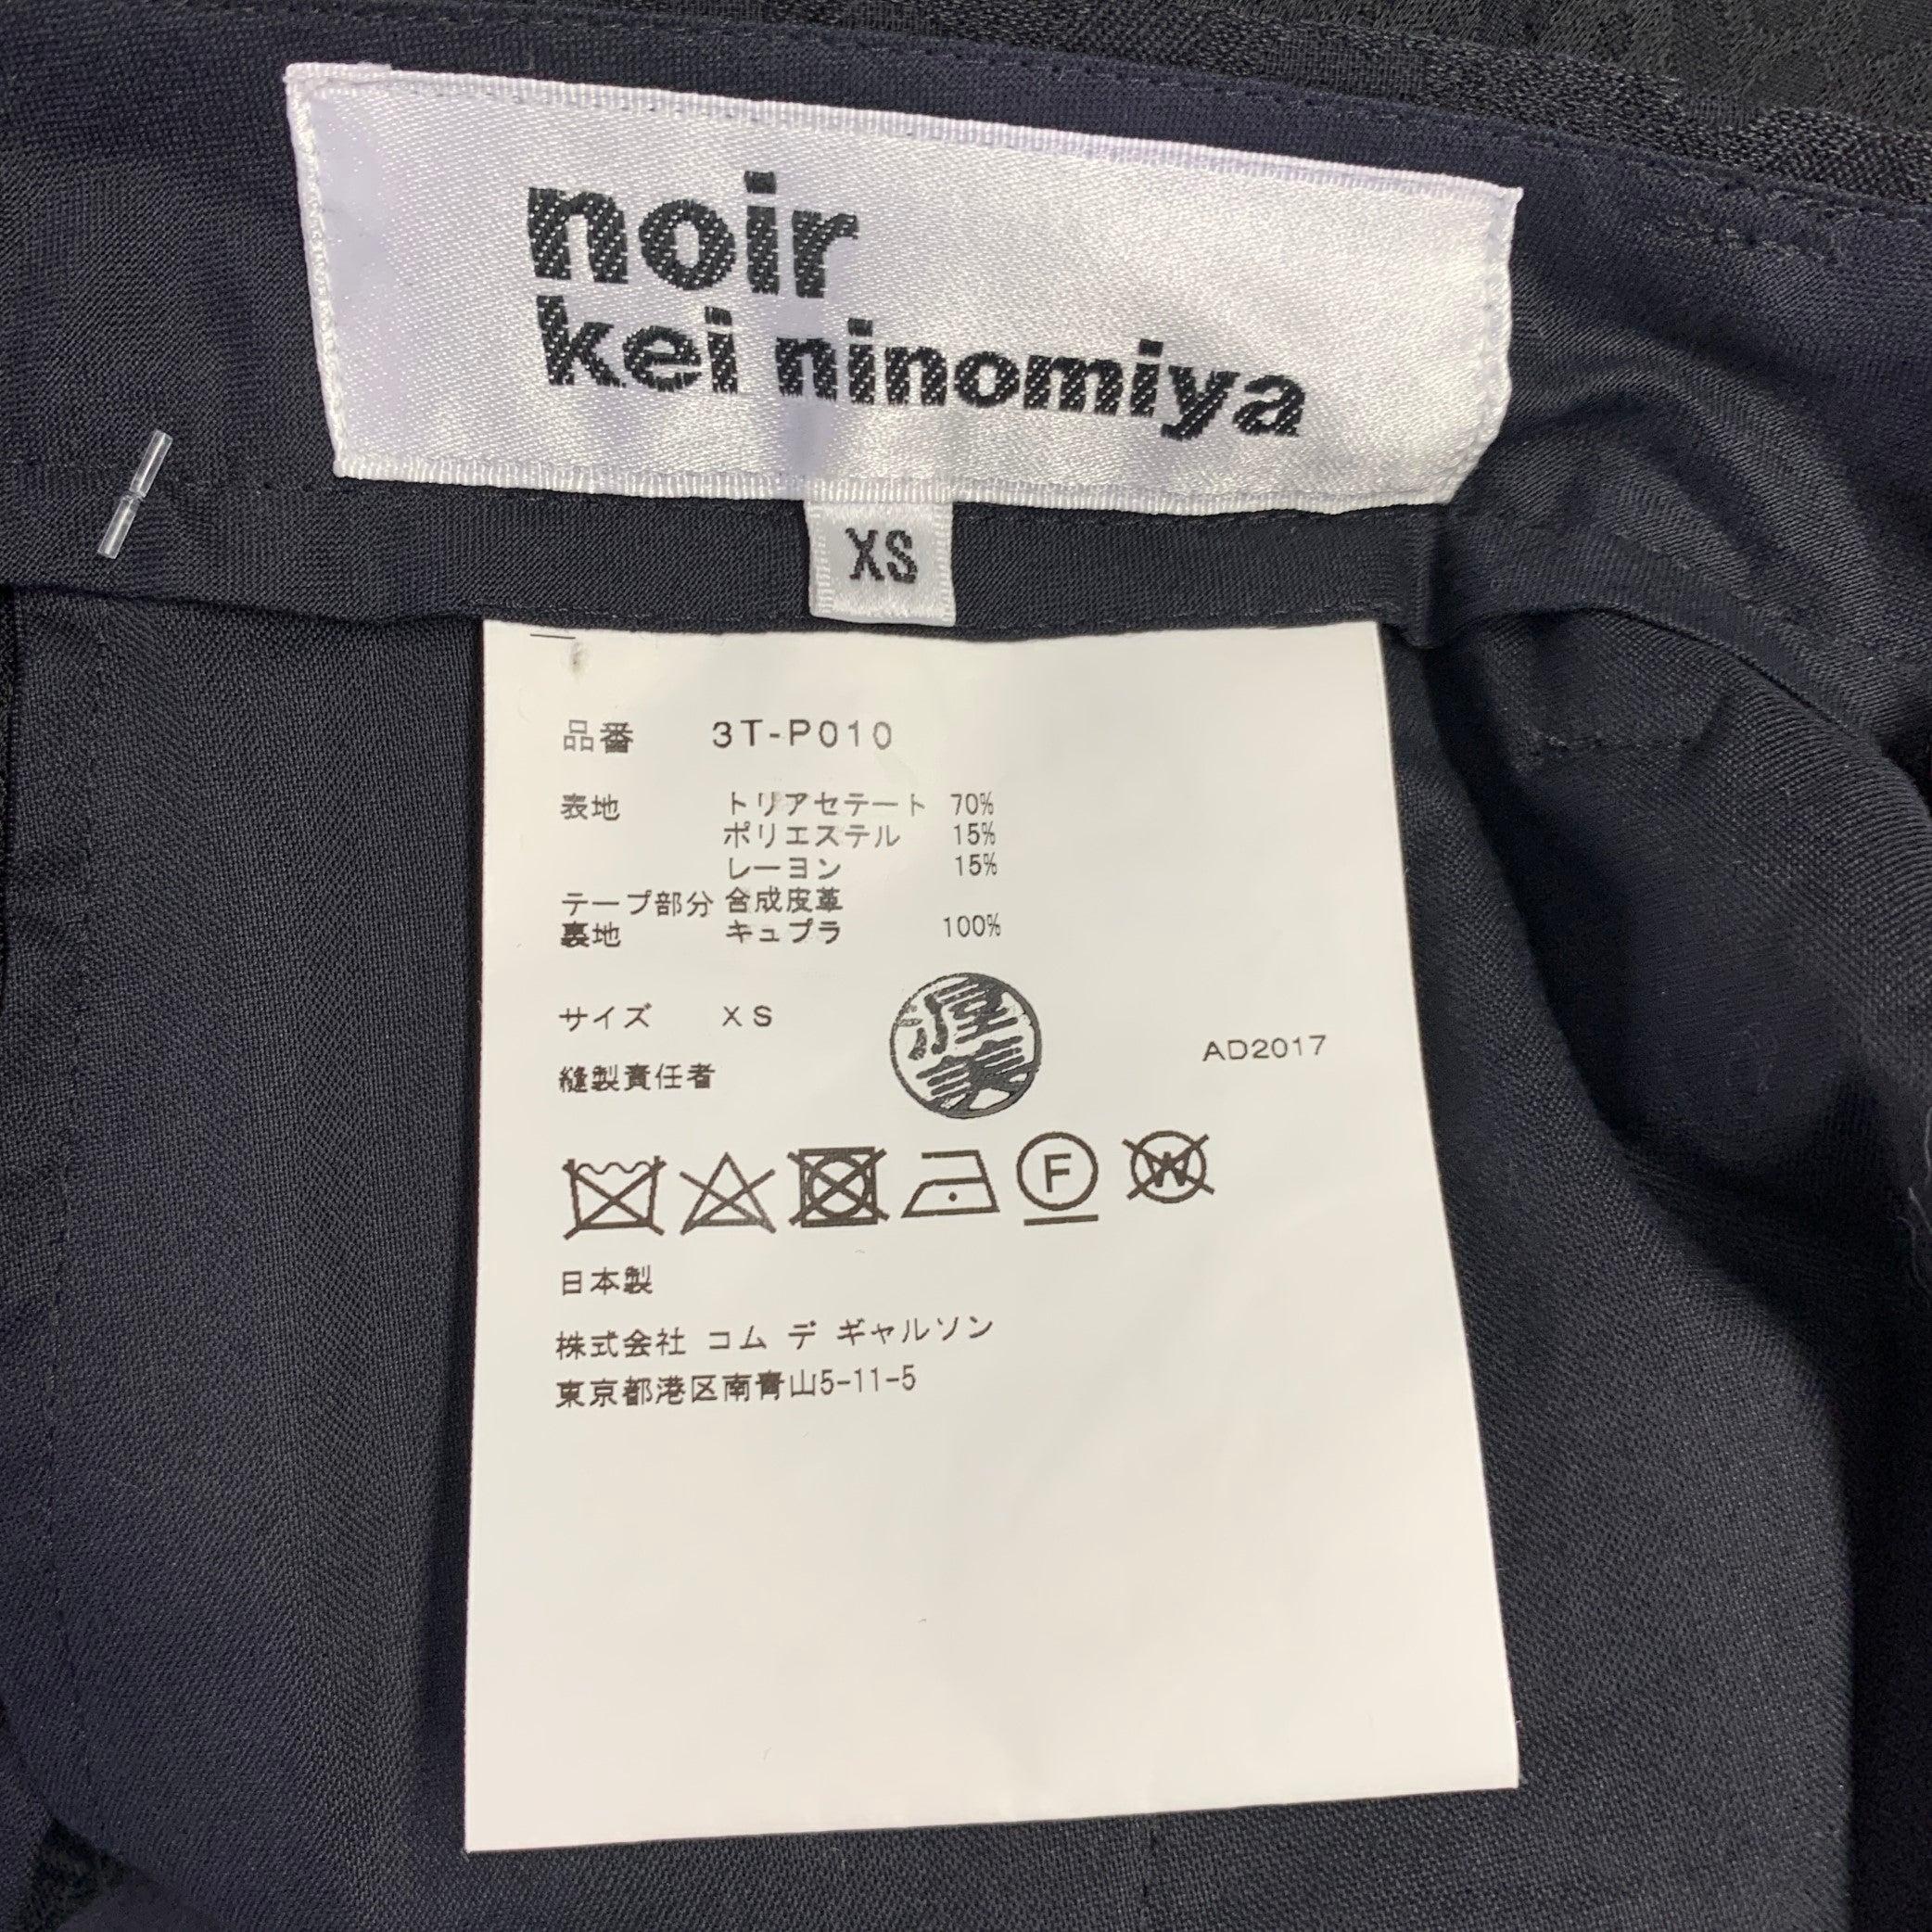 noir
kei ninomiya
XS
品番 3T-P010
表地 トリアセテート 70%
ポリエステル 15%
レーヨン 15%
テープ部分 合成皮革
裏地 キュプラ 100%
サイズ XS
渥美
AD2017
縫製責任者
F
W
日本製
株式会社 コム デ ギャルソン
東京都港区南青山5-11-5